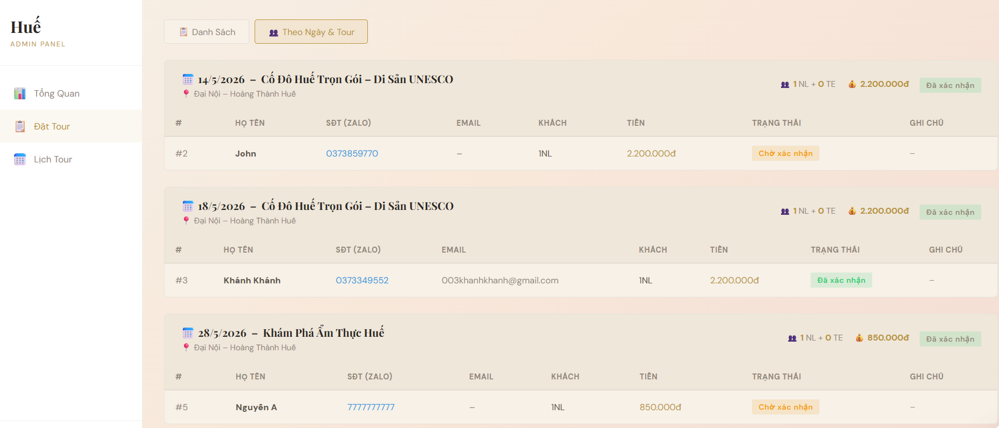 Huế
ADMIN PANEL
Tổng Quan
Đặt Tour
Lịch Tour
Danh Sách
Theo Ngày & Tour
14/5/2026 – Cố Đô Huế Trọn Gói – Di Sản UNESCO
Đại Nội – Hoàng Thành Huế
1 NL + 0 TE 2.200.000đ Đã xác nhận
# HỌ TÊN SĐT (ZALO) EMAIL KHÁCH TIỀN TRẠNG THÁI GHI CHÚ
#2 John 0373859770 – 1NL 2.200.000đ Chờ xác nhận –
18/5/2026 – Cố Đô Huế Trọn Gói – Di Sản UNESCO
Đại Nội – Hoàng Thành Huế
1 NL + 0 TE 2.200.000đ Đã xác nhận
# HỌ TÊN SĐT (ZALO) EMAIL KHÁCH TIỀN TRẠNG THÁI GHI CHÚ
#3 Khánh Khánh 0373349552 003khanhkhanh@gmail.com 1NL 2.200.000đ Đã xác nhận –
28/5/2026 – Khám Phá Ẩm Thực Huế
Đại Nội – Hoàng Thành Huế
1 NL + 0 TE 850.000đ Đã xác nhận
# HỌ TÊN SĐT (ZALO) EMAIL KHÁCH TIỀN TRẠNG THÁI GHI CHÚ
#5 Nguyễn A 7777777777 – 1NL 850.000đ Chờ xác nhận –